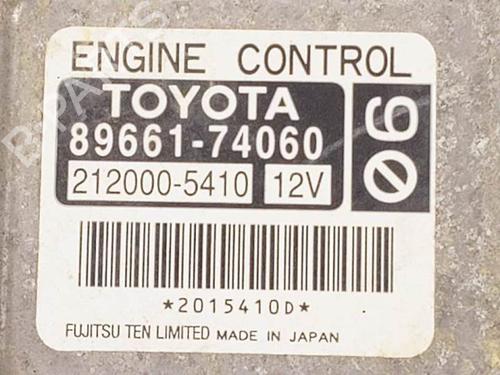 ENGINE CONTROL
TOYOTA
89661-74060
212000-5410 12V
06
*2015410D*
FUJITSU TEN LIMITED MADE IN JAPAN